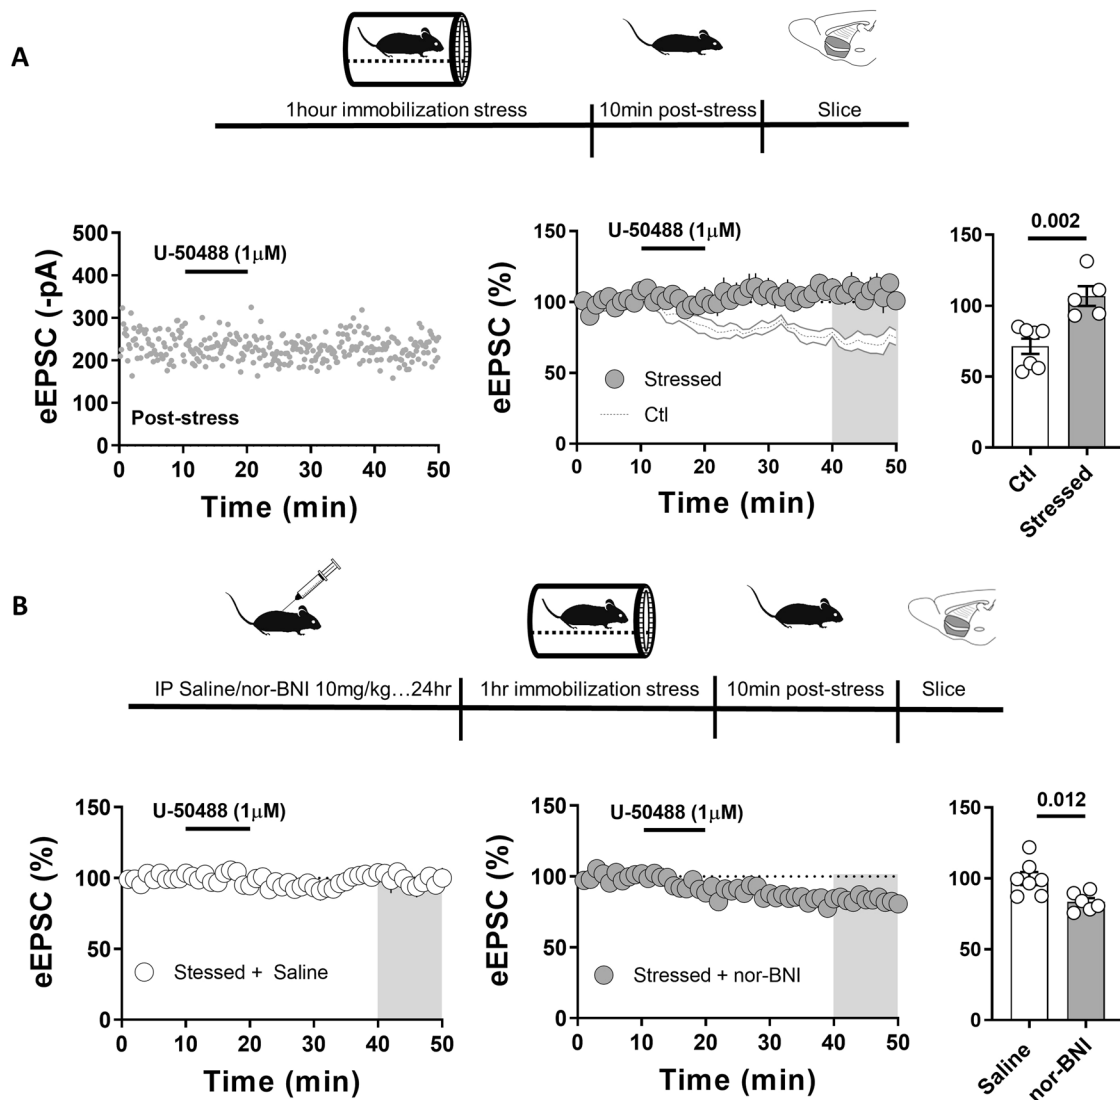 A
1hour immobilization stress
10min post-stress
Slice
500
400
300
200
100
0
eEPSC (-pA)
U-50488 (1μM)
Post-stress
0 10 20 30 40 50
Time (min)
150
100
50
0
eEPSC (%)
U-50488 (1μM)
Stressed
Ctl
0 10 20 30 40 50
Time (min)
0.002
150
100
50
0
Ctl
Stressed
B
IP Saline/nor-BNI 10mg/kg…24hr
1hr immobilization stress
10min post-stress
Slice
150
100
50
0
eEPSC (%)
U-50488 (1μM)
Stessed + Saline
0 10 20 30 40 50
Time (min)
150
100
50
0
eEPSC (%)
U-50488 (1μM)
Stressed + nor-BNI
0 10 20 30 40 50
Time (min)
0.012
150
100
50
0
Saline
nor-BNI